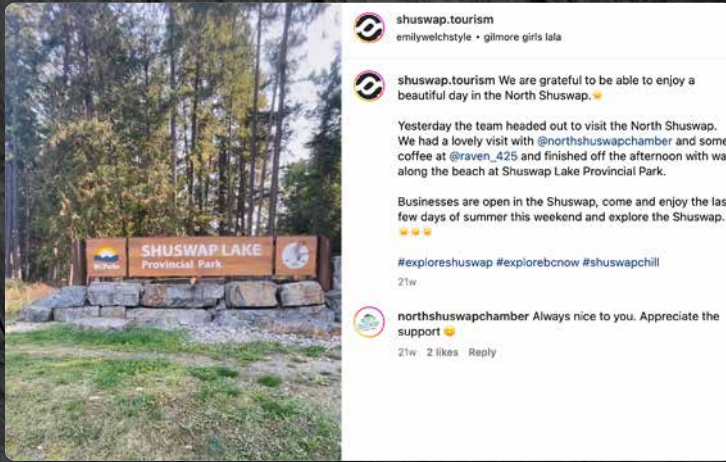 shuswap.tourism
emilywelchstyle • gilmore girls lala
shuswap.tourism We are grateful to be able to enjoy a
beautiful day in the North Shuswap.
Yesterday the team headed out to visit the North Shuswap.
We had a lovely visit with @northshuswapchamber and some
coffee at @raven_425 and finished off the afternoon with
along the beach at Shuswap Lake Provincial Park.
Businesses are open in the Shuswap, come and enjoy the
few days of summer this weekend and explore the Shuswap.
#exploreshuswap #explorebcnow #shuswapchill
21w
northshuswapchamber Always nice to you. Appreciate the
support
21w 2 likes Reply
BCParks
SHUSWAP LAKE
Provincial Park